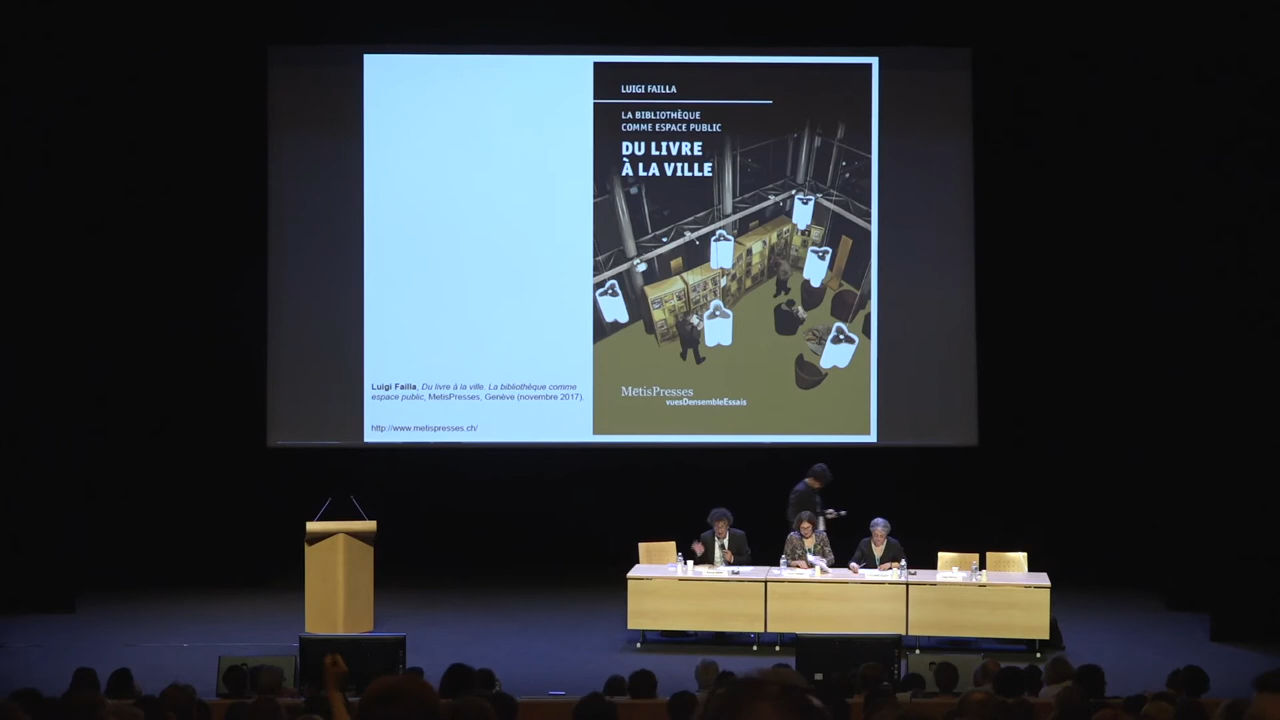 LUIGI FAILLA
LA BIBLIOTHÈQUE
COMME ESPACE PUBLIC
DU LIVRE
À LA VILLE
MētisPresses
vuesDensembleEssais
Luigi Failla, Du livre à la ville. La bibliothèque comme
espace public, MetisPresses, Genève (novembre 2017).
http://www.metispresses.ch/